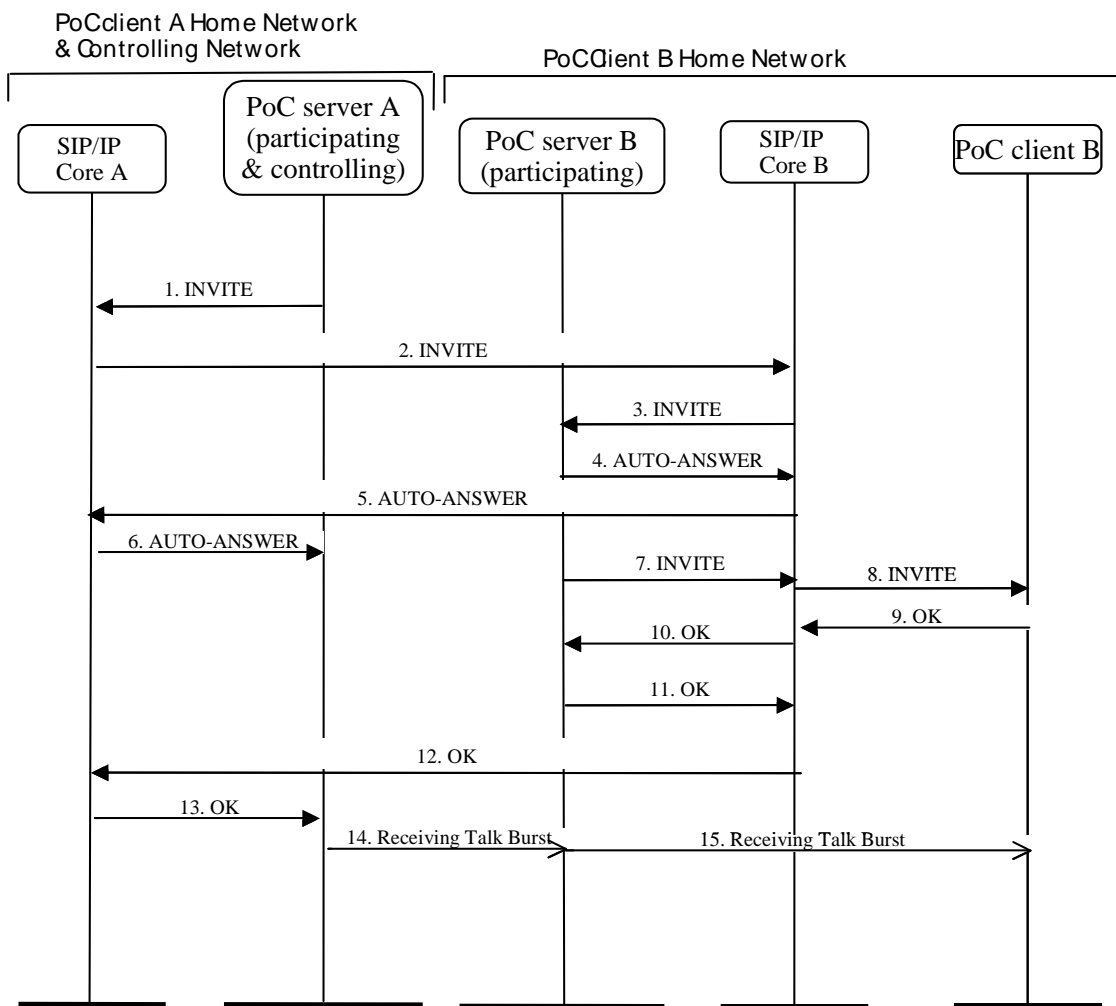 PoCclient A Home Network
& Controlling Network
PoCClient B Home Network
SIP/IP
Core A
PoC server A
(participating
& controlling)
PoC server B
(participating)
SIP/IP
Core B
PoC client B
1. INVITE
2. INVITE
3. INVITE
4. AUTO-ANSWER
5. AUTO-ANSWER
6. AUTO-ANSWER
7. INVITE
8. INVITE
9. OK
10. OK
11. OK
12. OK
13. OK
14. Receiving Talk Burst
15. Receiving Talk Burst